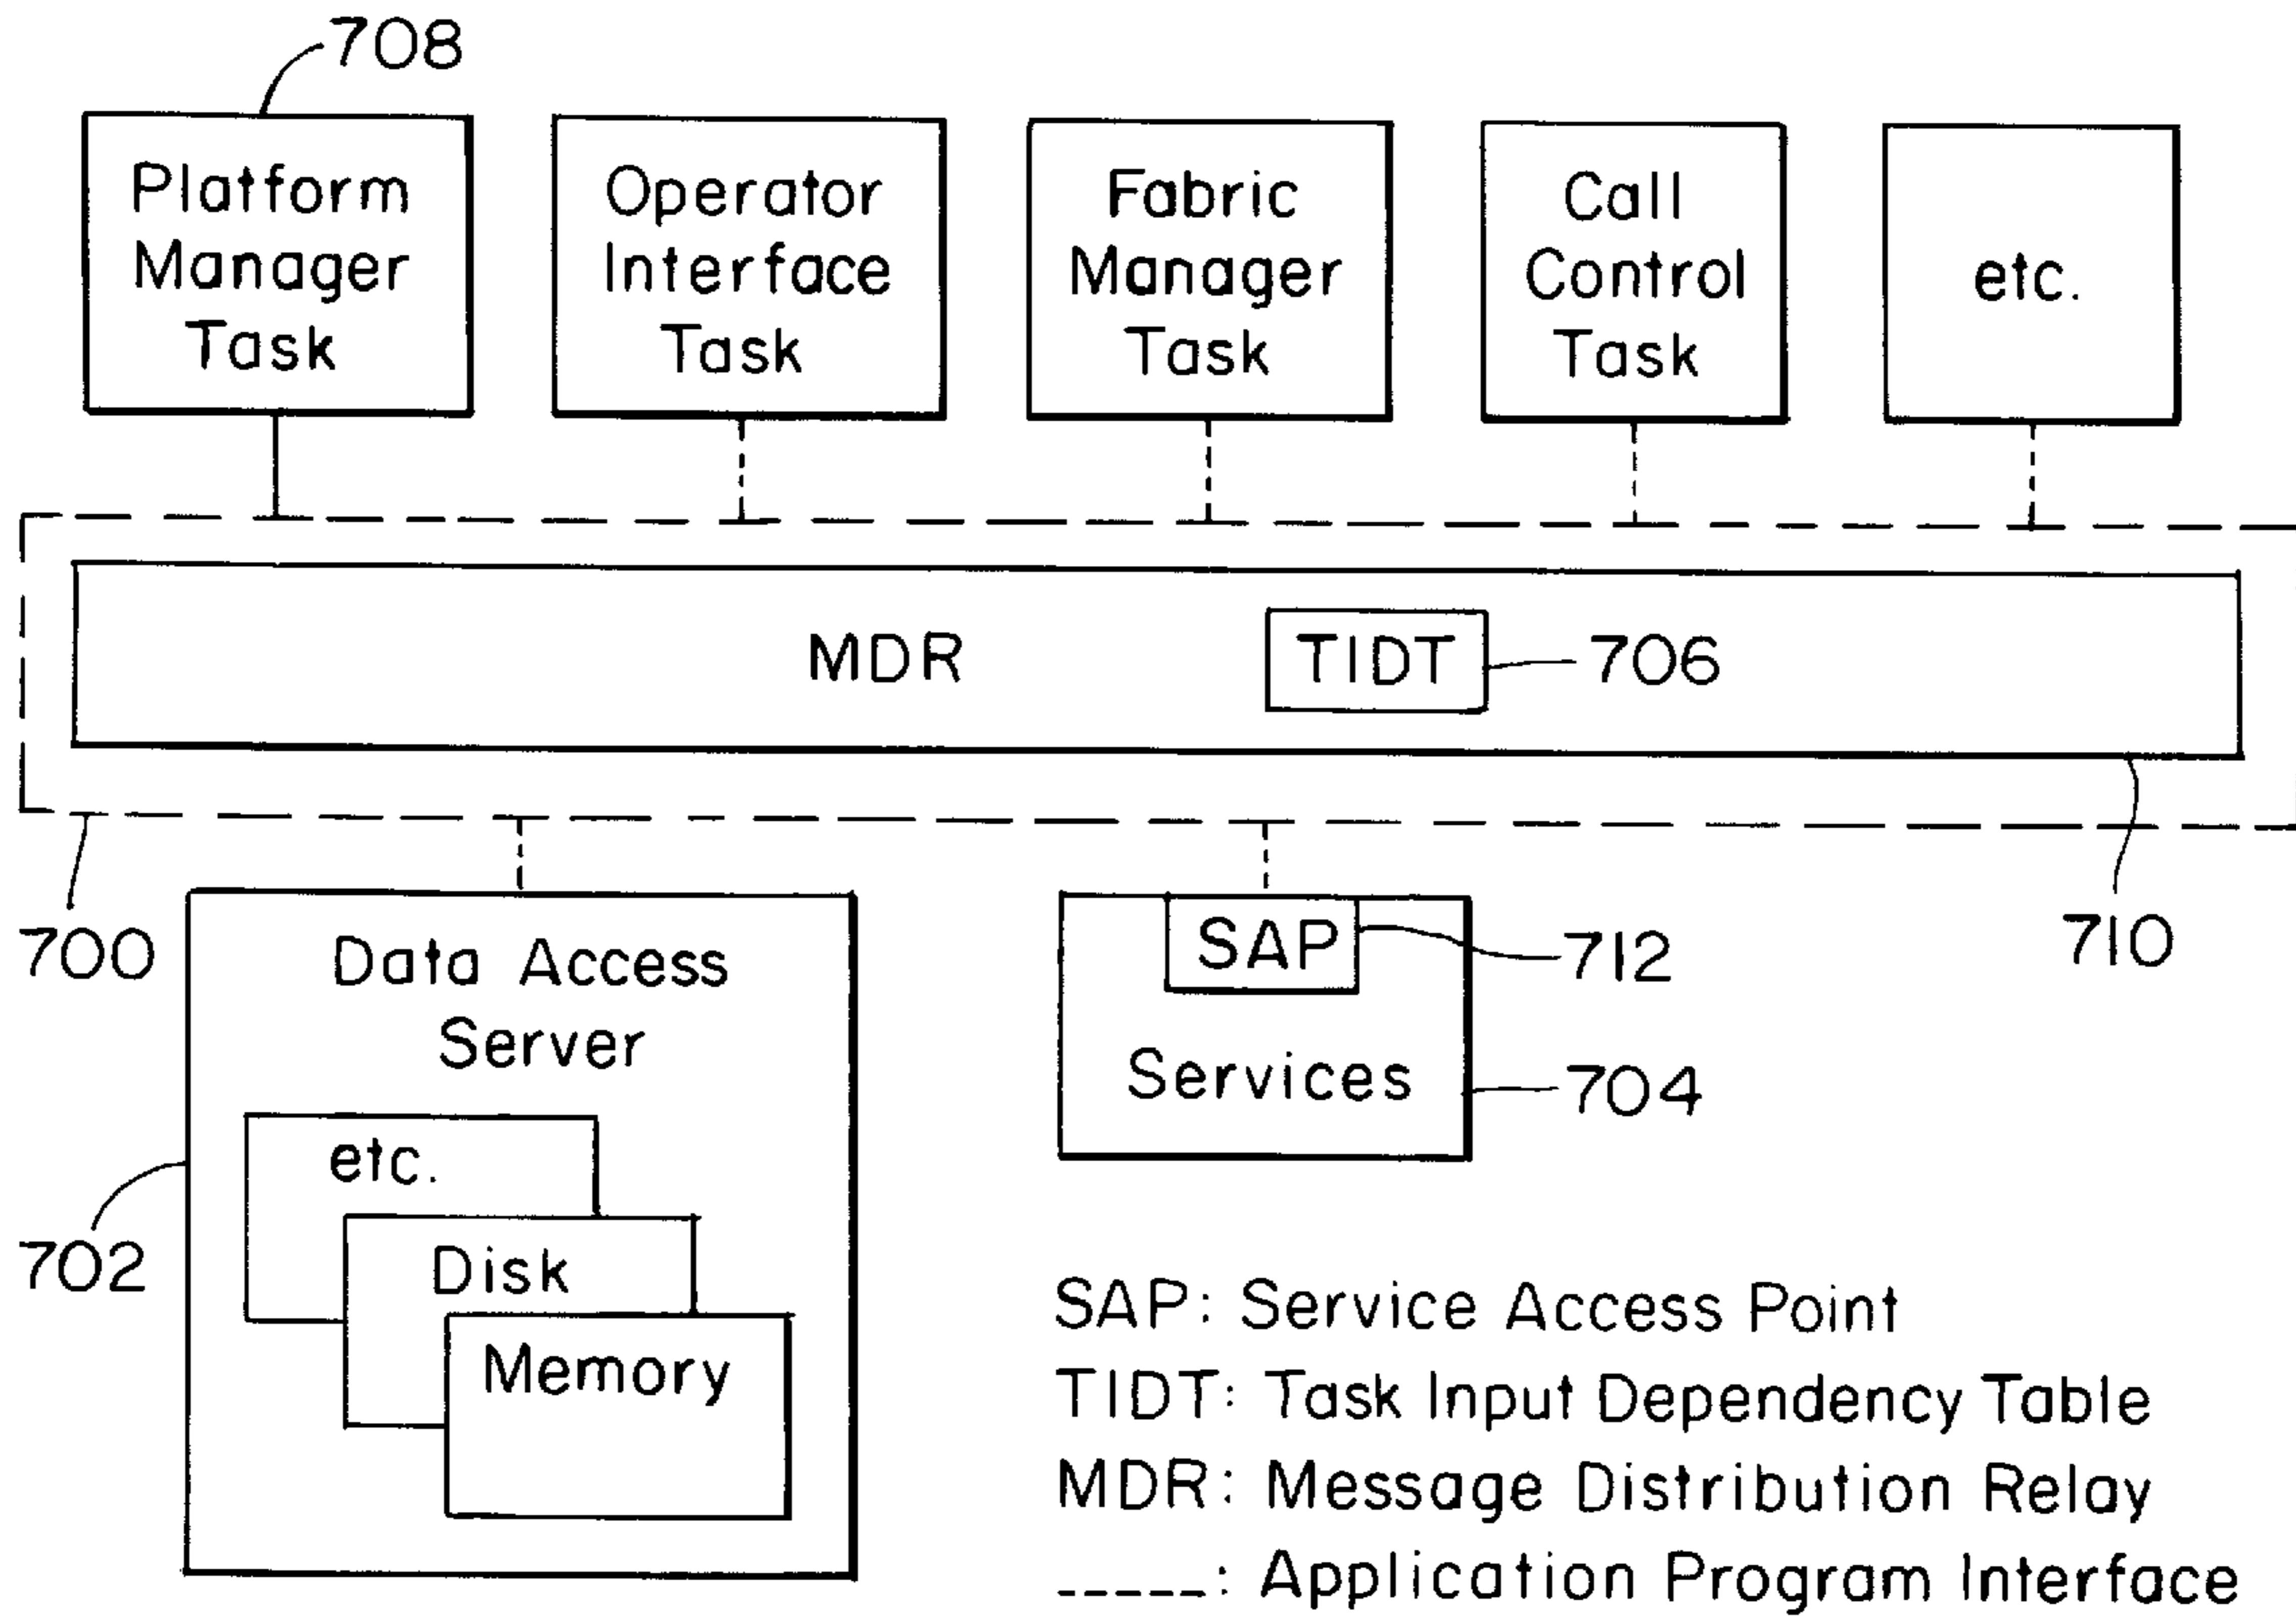 708
Platform
Manager
Task
Operator
Interface
Task
Fabric
Manager
Task
Call
Control
Task
etc.
MDR
TIDT
706
700
710
Data Access
Server
etc.
Disk
Memory
702
SAP
712
Services
704
SAP: Service Access Point
TIDT: Task Input Dependency Table
MDR: Message Distribution Relay
-----: Application Program Interface